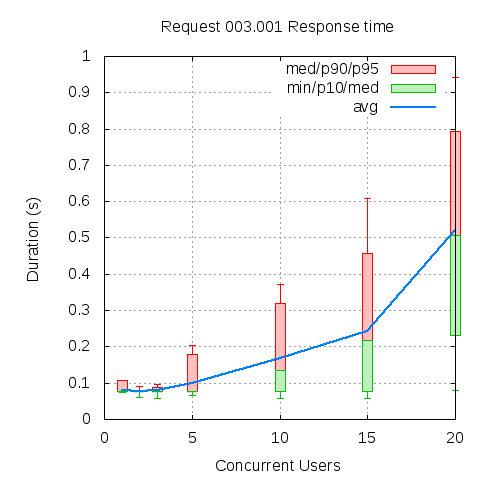 Request 003.001 Response time
med/p90/p95
min/p10/med
avg
1
0.9
0.8
0.7
0.6
0.5
0.4
0.3
0.2
0.1
0
Duration (s)
0 5 10 15 20
Concurrent Users